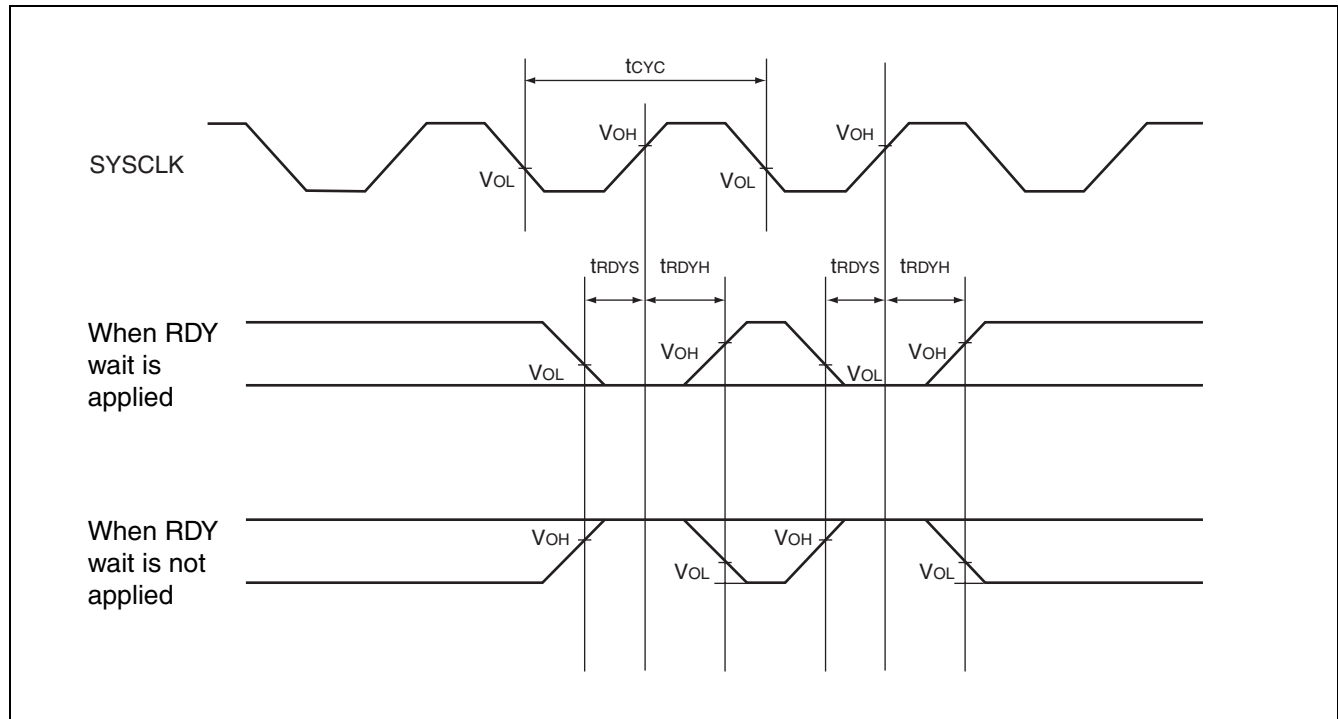 tCYC
VOH
VOH
SYSCLK
VOL
VOL
tRDYS
tRDYH
tRDYS
tRDYH
When RDY
wait is
applied
VOL
VOH
VOL
VOH
When RDY
wait is not
applied
VOH
VOL
VOH
VOL